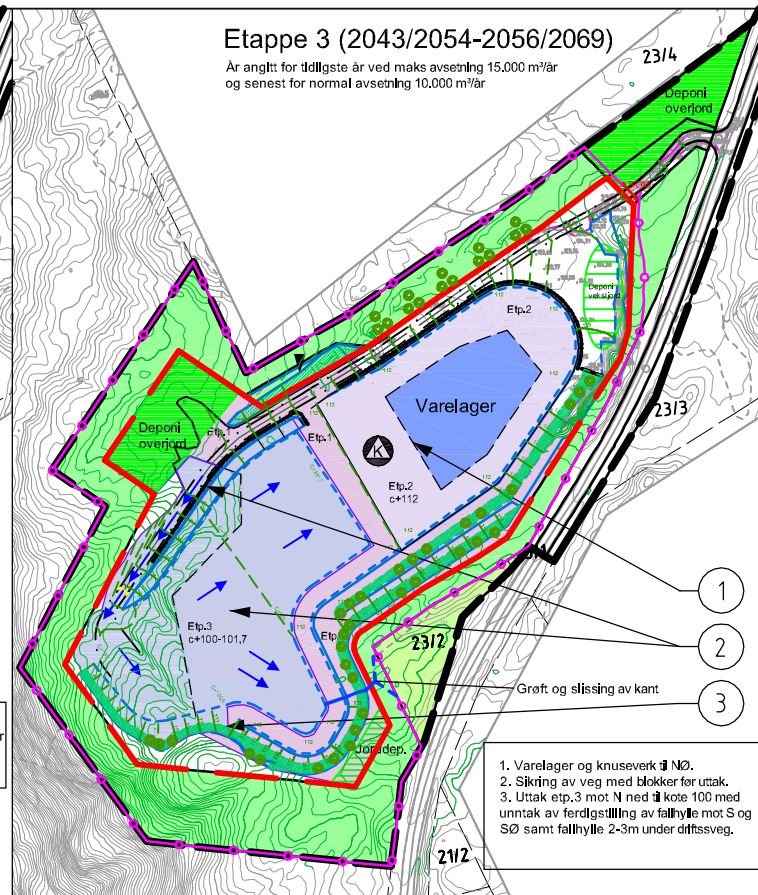 Etappe 3 (2043/2054-2056/2069)
År angitt for tidligste år ved maks avsetning 15.000 m³/år
og senest for normal avsetning 10.000 m³/år
23/4
Deponi
overjord
Deponi
vekstjord
Etp.2
Varelager
23/3
Deponi
overjord
Etp.1
K
Etp.2
c+112
1
Etp.3
c+100-101,7
Etp.
23/2
2
Grøft og slissing av kant
3
Jorddep.
1. Varelager og knuseverk til NØ.
2. Sikring av veg med blokker før uttak.
3. Uttak etp.3 mot N ned til kote 100 med
unntak av ferdigstilling av fallhylle mot S og
SØ samt fallhylle 2-3m under driftssveg.
21/2